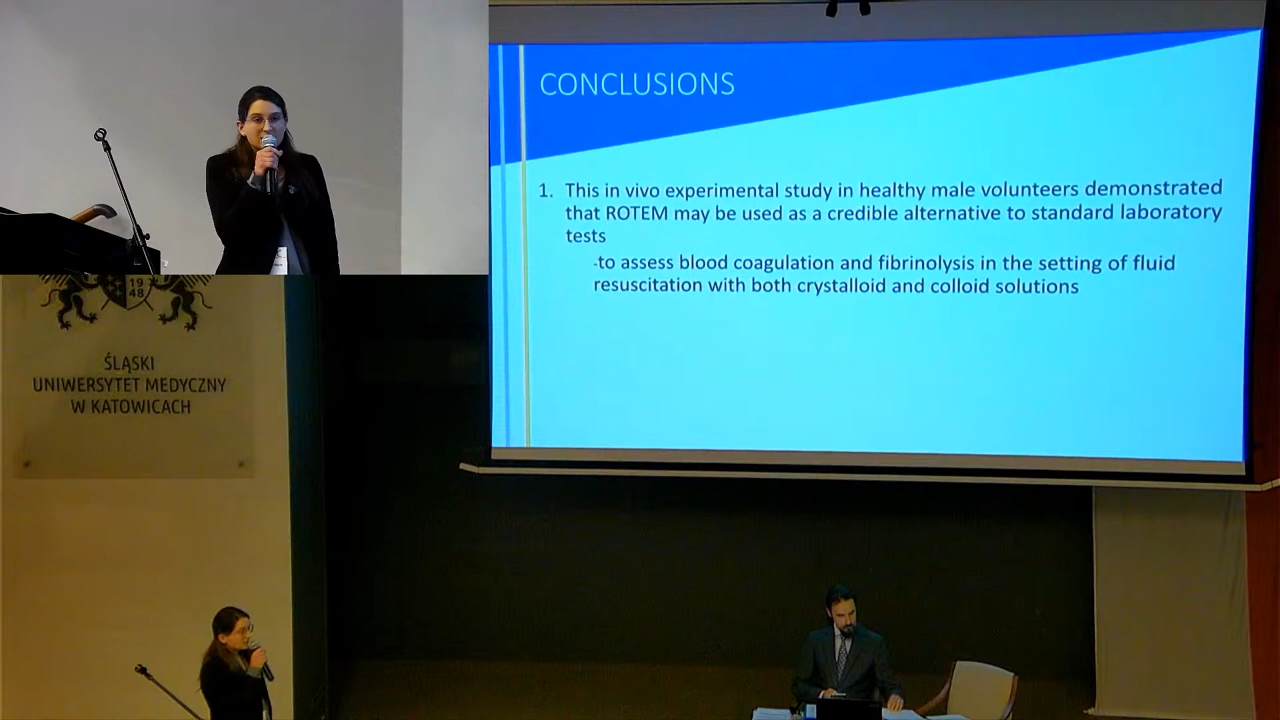 CONCLUSIONS
1. This in vivo experimental study in healthy male volunteers demonstrated
that ROTEM may be used as a credible alternative to standard laboratory
tests
-to assess blood coagulation and fibrinolysis in the setting of fluid
resuscitation with both crystalloid and colloid solutions
19
48
ŚLĄSKI
UNIWERSYTET MEDYCZNY
W KATOWICACH